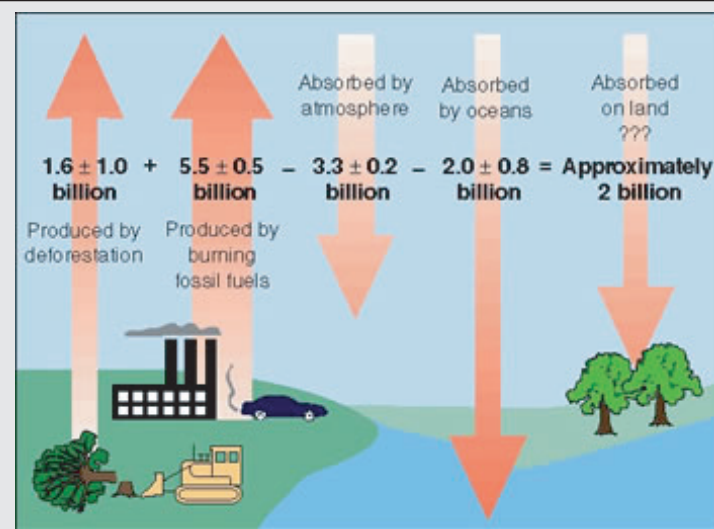 Absorbed by
atmosphere
Absorbed
by oceans
Absorbed
on land
???
1.6 ± 1.0 + 5.5 ± 0.5 – 3.3 ± 0.2 – 2.0 ± 0.8 = Approximately
billion billion billion billion 2 billion
Produced by
deforestation
Produced by
burning
fossil fuels